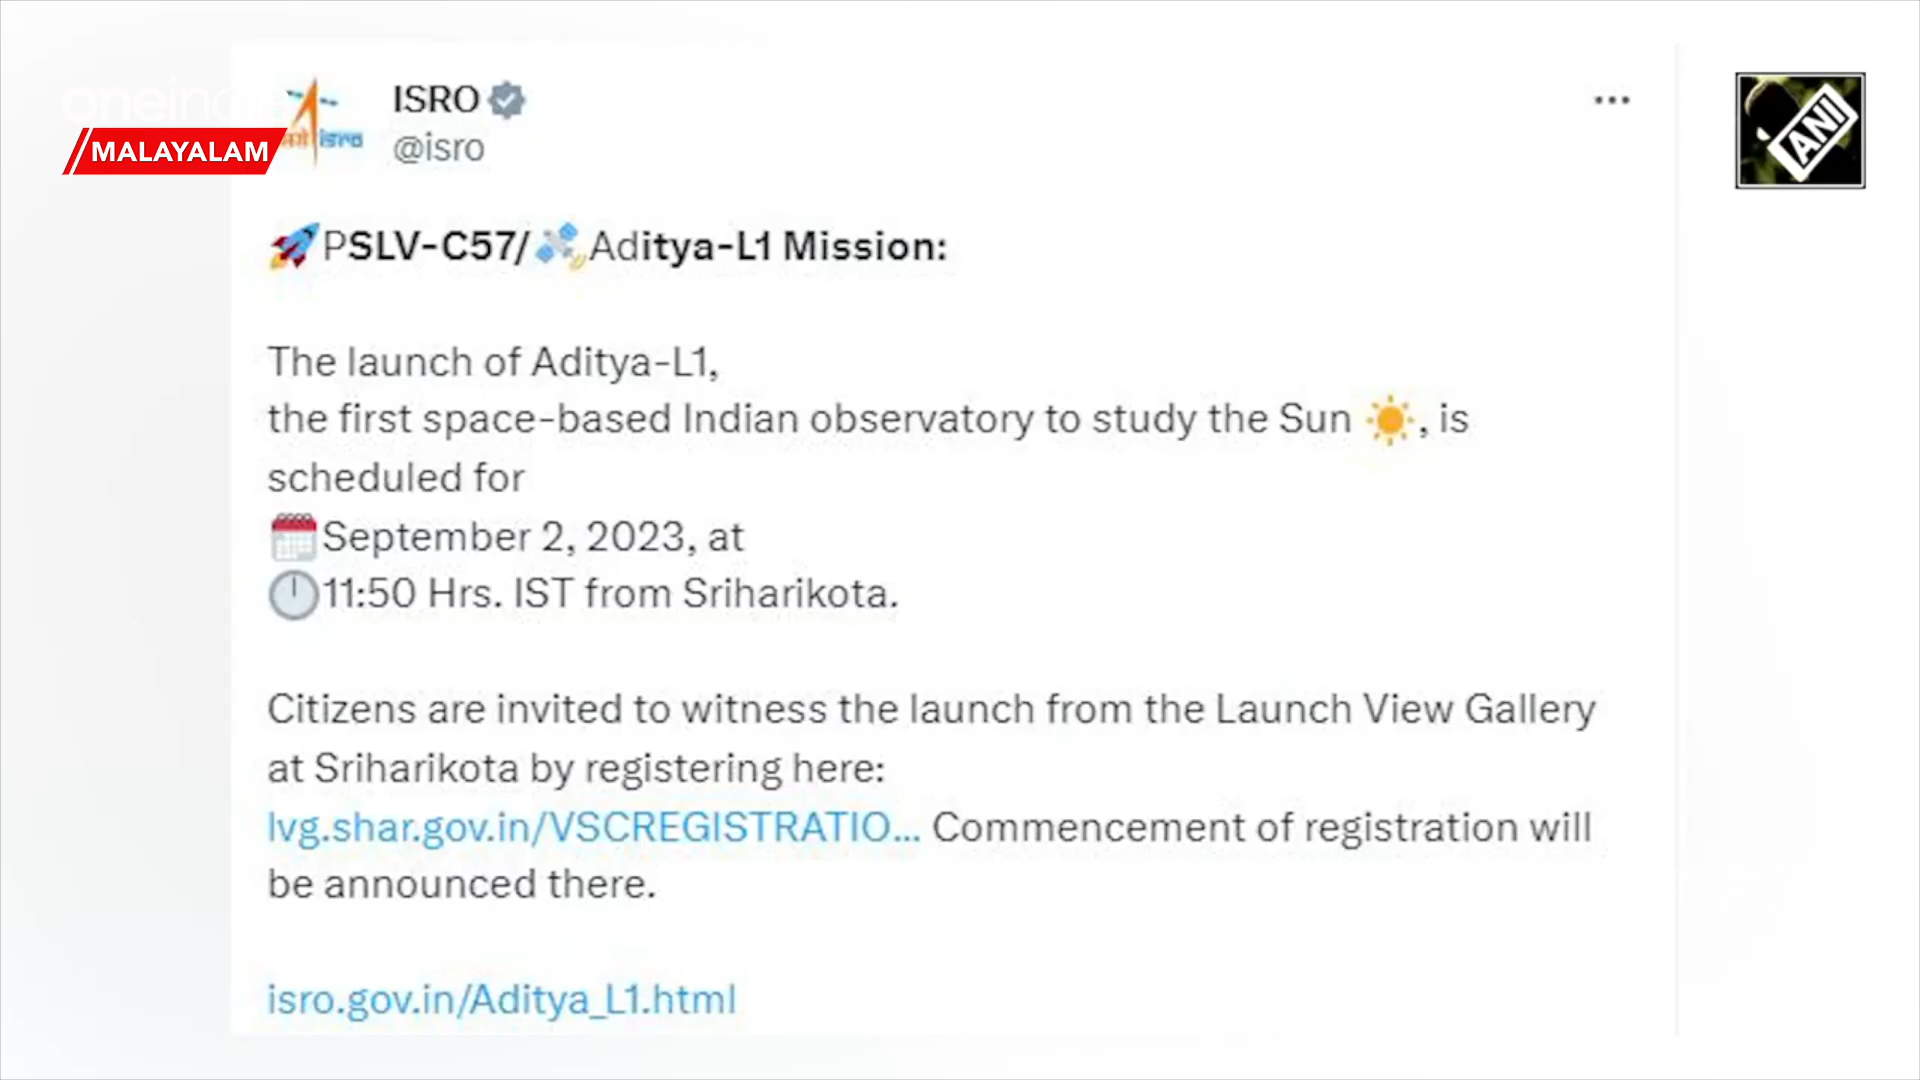 oneindia
MALAYALAM
इसरो isro
ISRO
@isro
ANI
PSLV-C57/Aditya-L1 Mission:
The launch of Aditya-L1,
the first space-based Indian observatory to study the Sun ☀, is
scheduled for
September 2, 2023, at
11:50 Hrs. IST from Sriharikota.
Citizens are invited to witness the launch from the Launch View Gallery
at Sriharikota by registering here:
lvg.shar.gov.in/VSCREGISTRATIO... Commencement of registration will
be announced there.
isro.gov.in/Aditya_L1.html